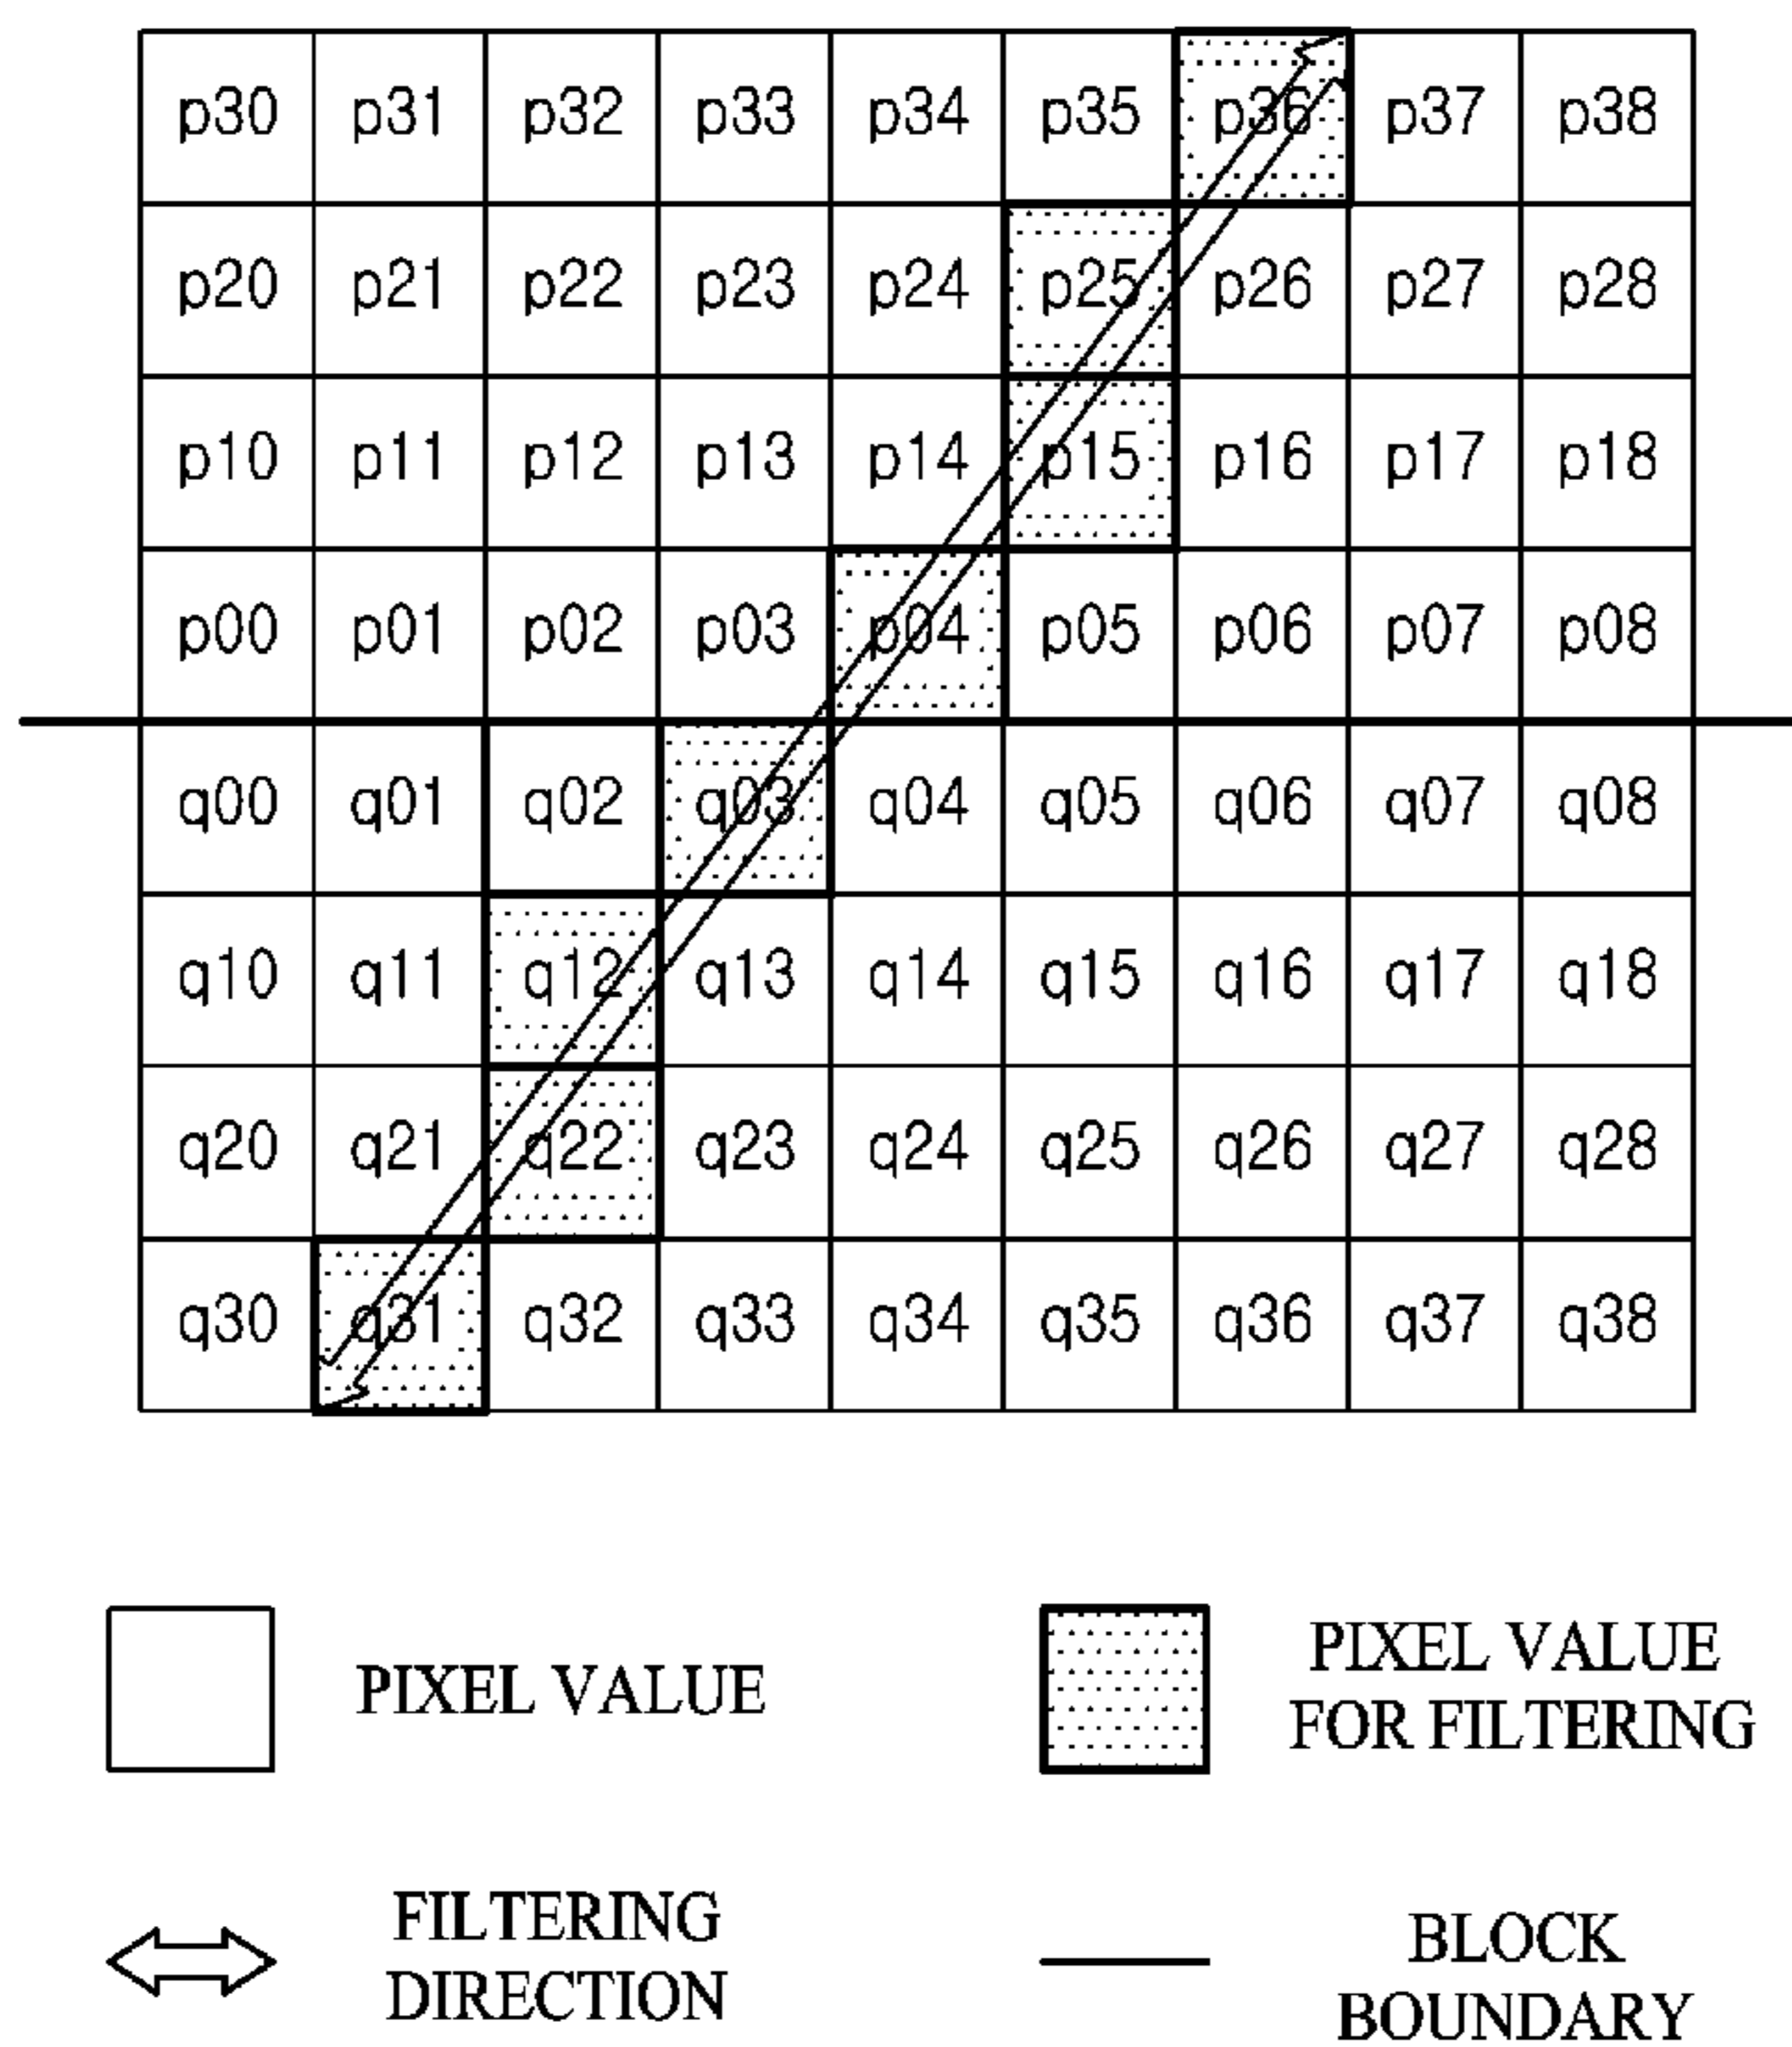 p30 p31 p32 p33 p34 p35 p36 p37 p38
p20 p21 p22 p23 p24 p25 p26 p27 p28
p10 p11 p12 p13 p14 p15 p16 p17 p18
p00 p01 p02 p03 p04 p05 p06 p07 p08
q00 q01 q02 q03 q04 q05 q06 q07 q08
q10 q11 q12 q13 q14 q15 q16 q17 q18
q20 q21 q22 q23 q24 q25 q26 q27 q28
q30 q31 q32 q33 q34 q35 q36 q37 q38
PIXEL VALUE
PIXEL VALUE
FOR FILTERING
FILTERING
DIRECTION
BLOCK
BOUNDARY